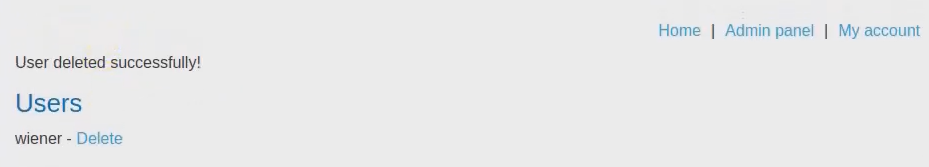 Home | Admin panel | My account
User deleted successfully!
Users
wiener - Delete